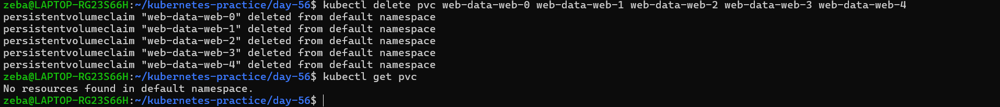 zeba@LAPTOP-RG23S66H:~/kubernetes-practice/day-56$ kubectl delete pvc web-data-web-0 web-data-web-1 web-data-web-2 web-data-web-3 web-data-web-4
persistentvolumeclaim "web-data-web-0" deleted from default namespace
persistentvolumeclaim "web-data-web-1" deleted from default namespace
persistentvolumeclaim "web-data-web-2" deleted from default namespace
persistentvolumeclaim "web-data-web-3" deleted from default namespace
persistentvolumeclaim "web-data-web-4" deleted from default namespace
zeba@LAPTOP-RG23S66H:~/kubernetes-practice/day-56$ kubectl get pvc
No resources found in default namespace.
zeba@LAPTOP-RG23S66H:~/kubernetes-practice/day-56$